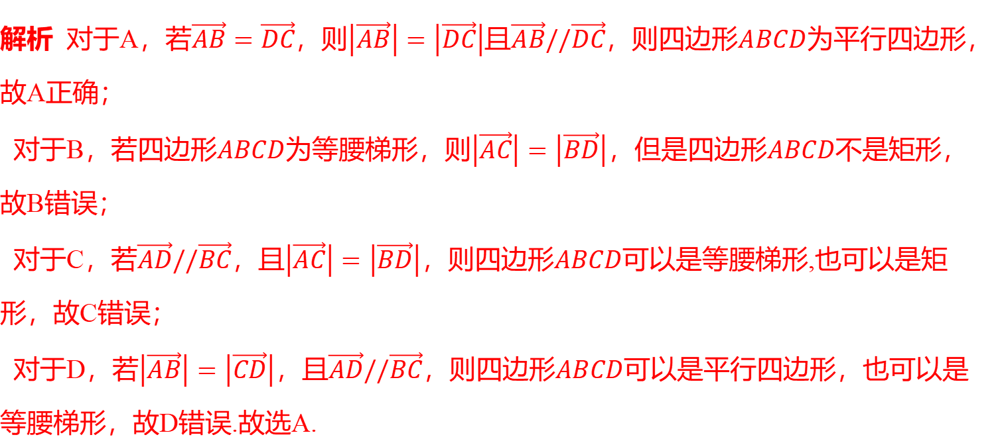 解析 对于A，若$\overrightarrow{AB}=\overrightarrow{DC}$，则$|\overrightarrow{AB}|=|\overrightarrow{DC}|$且$\overrightarrow{AB}//\overrightarrow{DC}$，则四边形$ABCD$为平行四边形，
故A正确；
对于B，若四边形$ABCD$为等腰梯形，则$|\overrightarrow{AC}|=|\overrightarrow{BD}|$，但是四边形$ABCD$不是矩形，
故B错误；
对于C，若$\overrightarrow{AD}//\overrightarrow{BC}$，且$|\overrightarrow{AC}|=|\overrightarrow{BD}|$，则四边形$ABCD$可以是等腰梯形,也可以是矩
形，故C错误；
对于D，若$|\overrightarrow{AB}|=|\overrightarrow{CD}|$，且$\overrightarrow{AD}//\overrightarrow{BC}$，则四边形$ABCD$可以是平行四边形，也可以是
等腰梯形，故D错误.故选A.